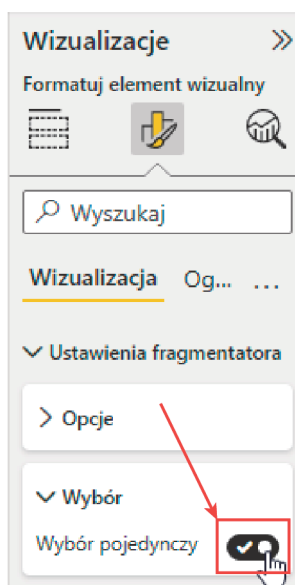 Wizualizacje
Formatuj element wizualny
Wyszukaj
Wizualizacja Og... ...
Ustawienia fragmentatora
Opcje
Wybór
Wybór pojedynczy